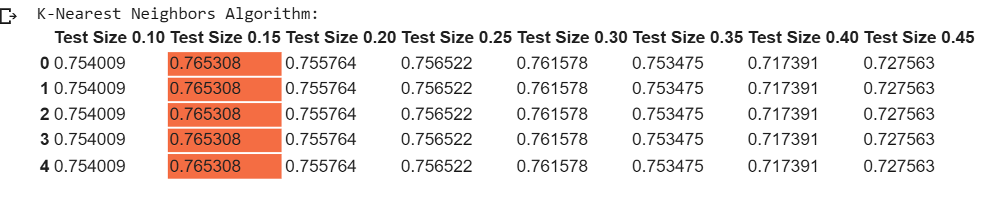 K-Nearest Neighbors Algorithm:
Test Size 0.10 Test Size 0.15 Test Size 0.20 Test Size 0.25 Test Size 0.30 Test Size 0.35 Test Size 0.40 Test Size 0.45
0 0.754009 0.765308 0.755764 0.756522 0.761578 0.753475 0.717391 0.727563
1 0.754009 0.765308 0.755764 0.756522 0.761578 0.753475 0.717391 0.727563
2 0.754009 0.765308 0.755764 0.756522 0.761578 0.753475 0.717391 0.727563
3 0.754009 0.765308 0.755764 0.756522 0.761578 0.753475 0.717391 0.727563
4 0.754009 0.765308 0.755764 0.756522 0.761578 0.753475 0.717391 0.727563